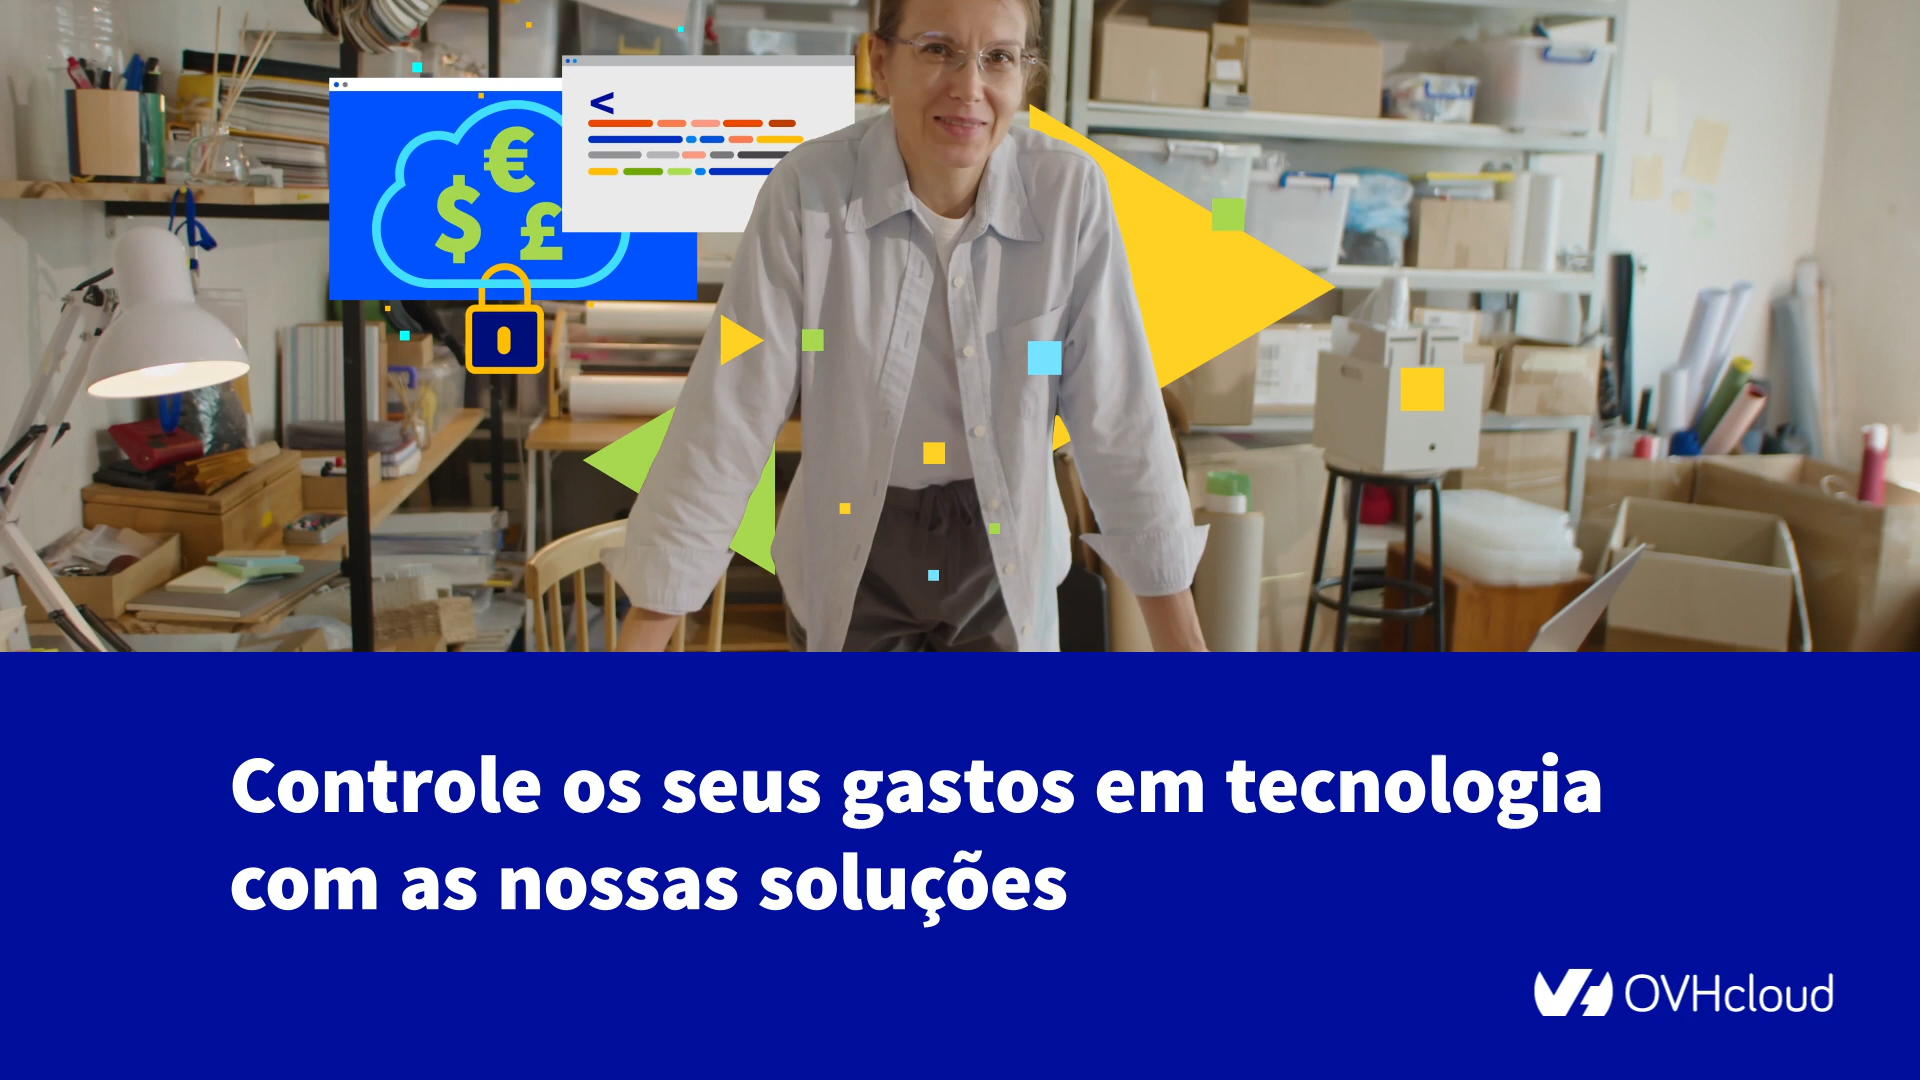 €
$ £
<
Controle os seus gastos em tecnologia
com as nossas soluções
OVHcloud